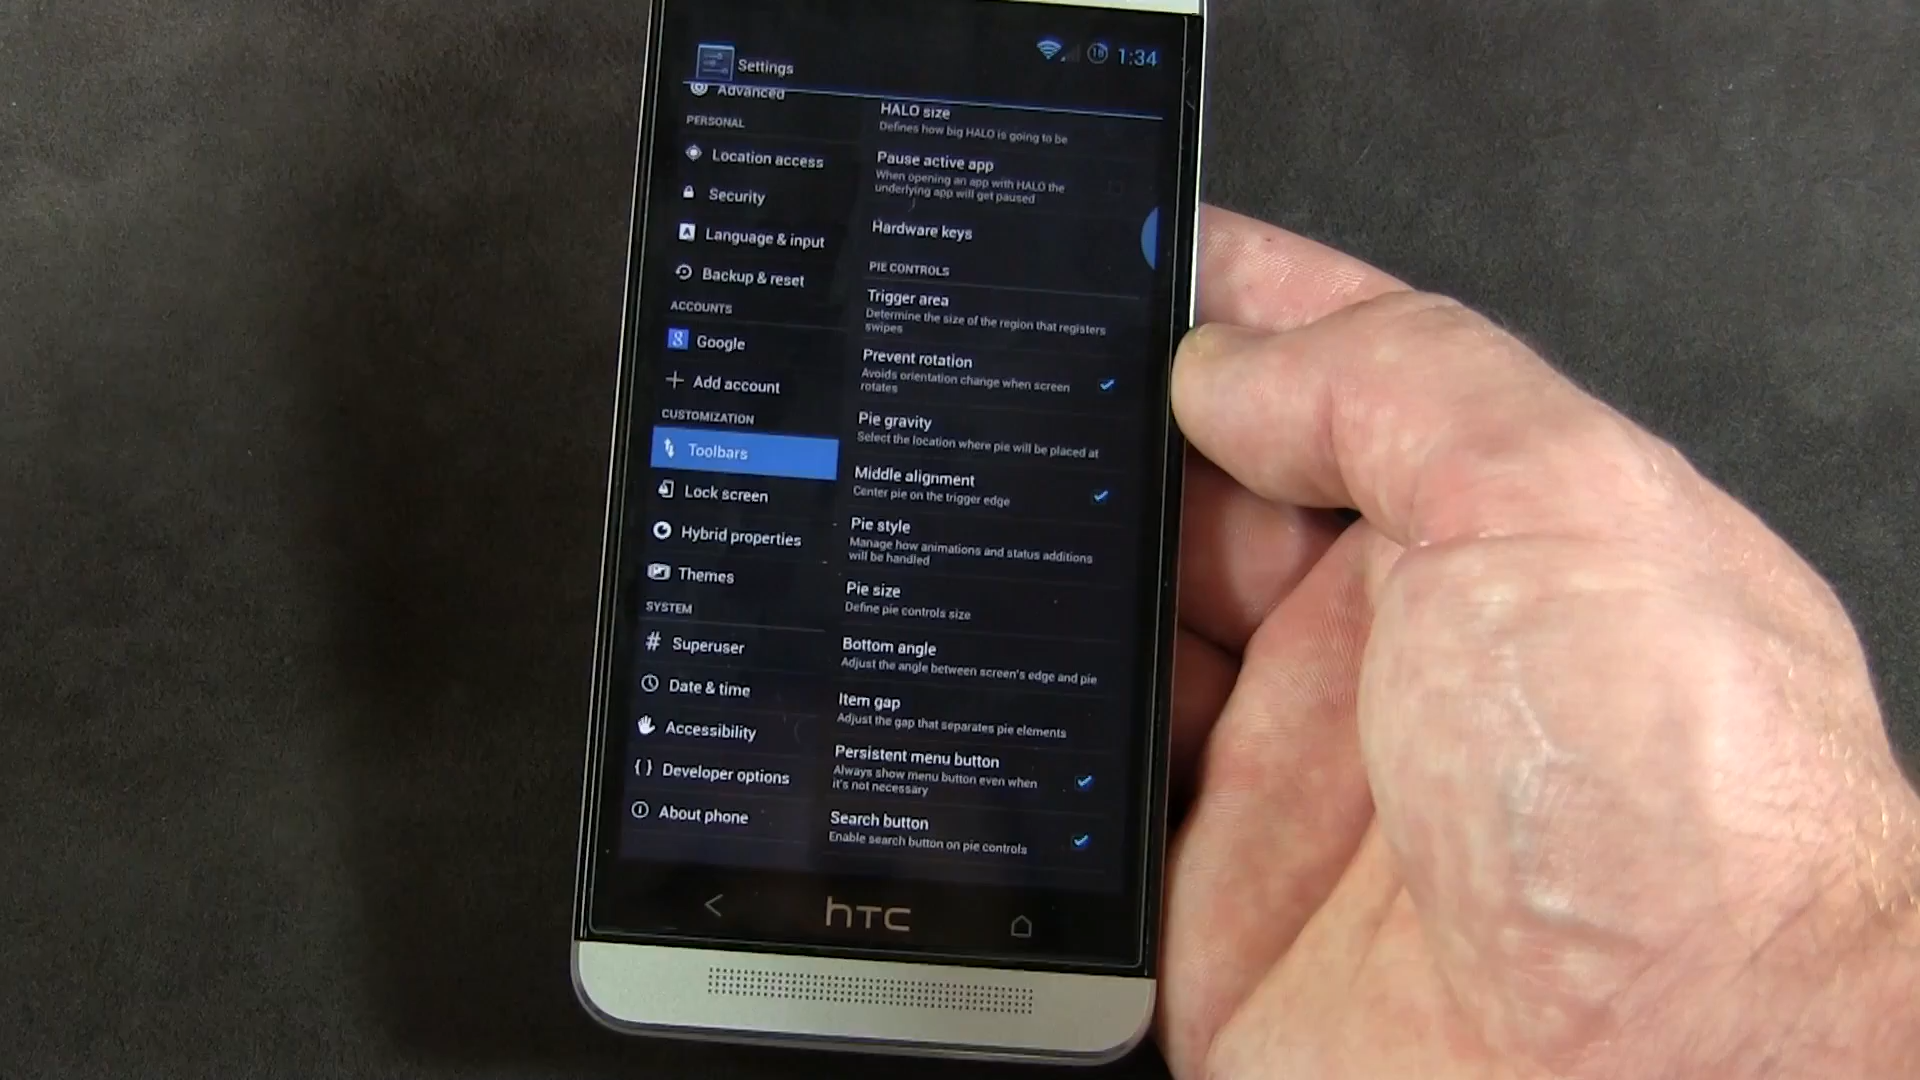 Settings
18
1:34
Advanced
PERSONAL
Location access
Security
Language & input
Backup & reset
ACCOUNTS
Google
Add account
CUSTOMIZATION
Toolbars
Lock screen
Hybrid properties
Themes
SYSTEM
Superuser
Date & time
Accessibility
Developer options
About phone
HALO size
Defines how big HALO is going to be
Pause active app
When opening an app with HALO the
underlying app will get paused
Hardware keys
PIE CONTROLS
Trigger area
Determine the size of the region that registers
swipes
Prevent rotation
Avoids orientation change when screen
rotates
Pie gravity
Select the location where pie will be placed at
Middle alignment
Center pie on the trigger edge
Pie style
Manage how animations and status additions
will be handled
Pie size
Define pie controls size
Bottom angle
Adjust the angle between screen's edge and pie
Item gap
Adjust the gap that separates pie elements
Persistent menu button
Always show menu button even when
it's not necessary
Search button
Enable search button on pie controls
hTC